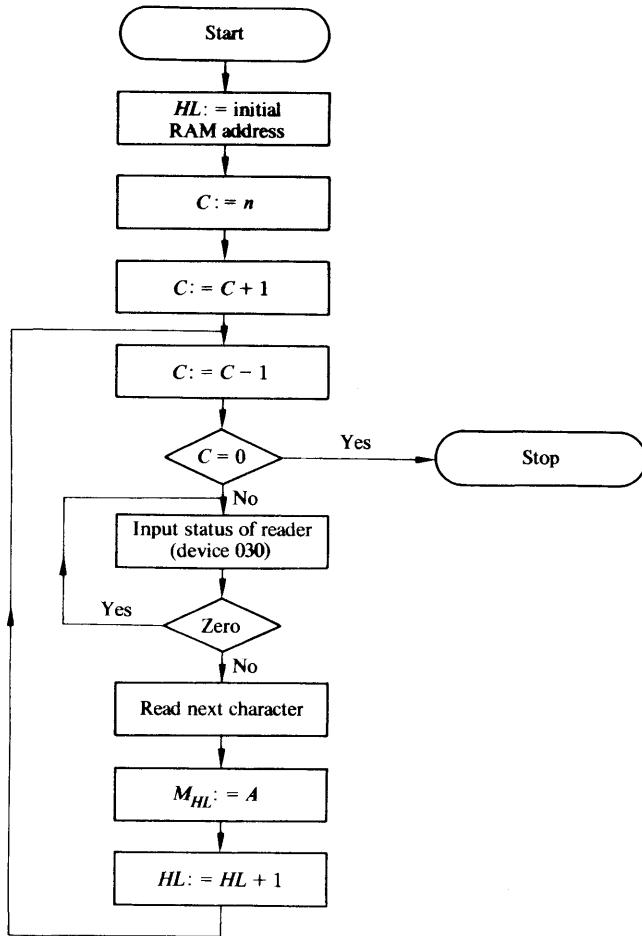 Start
HL: = initial
RAM address
C: = n
C: = C + 1
C: = C − 1
C = 0
Yes
Stop
No
Input status of reader
(device 030)
Yes
Zero
No
Read next character
M_HL: = A
HL: = HL + 1